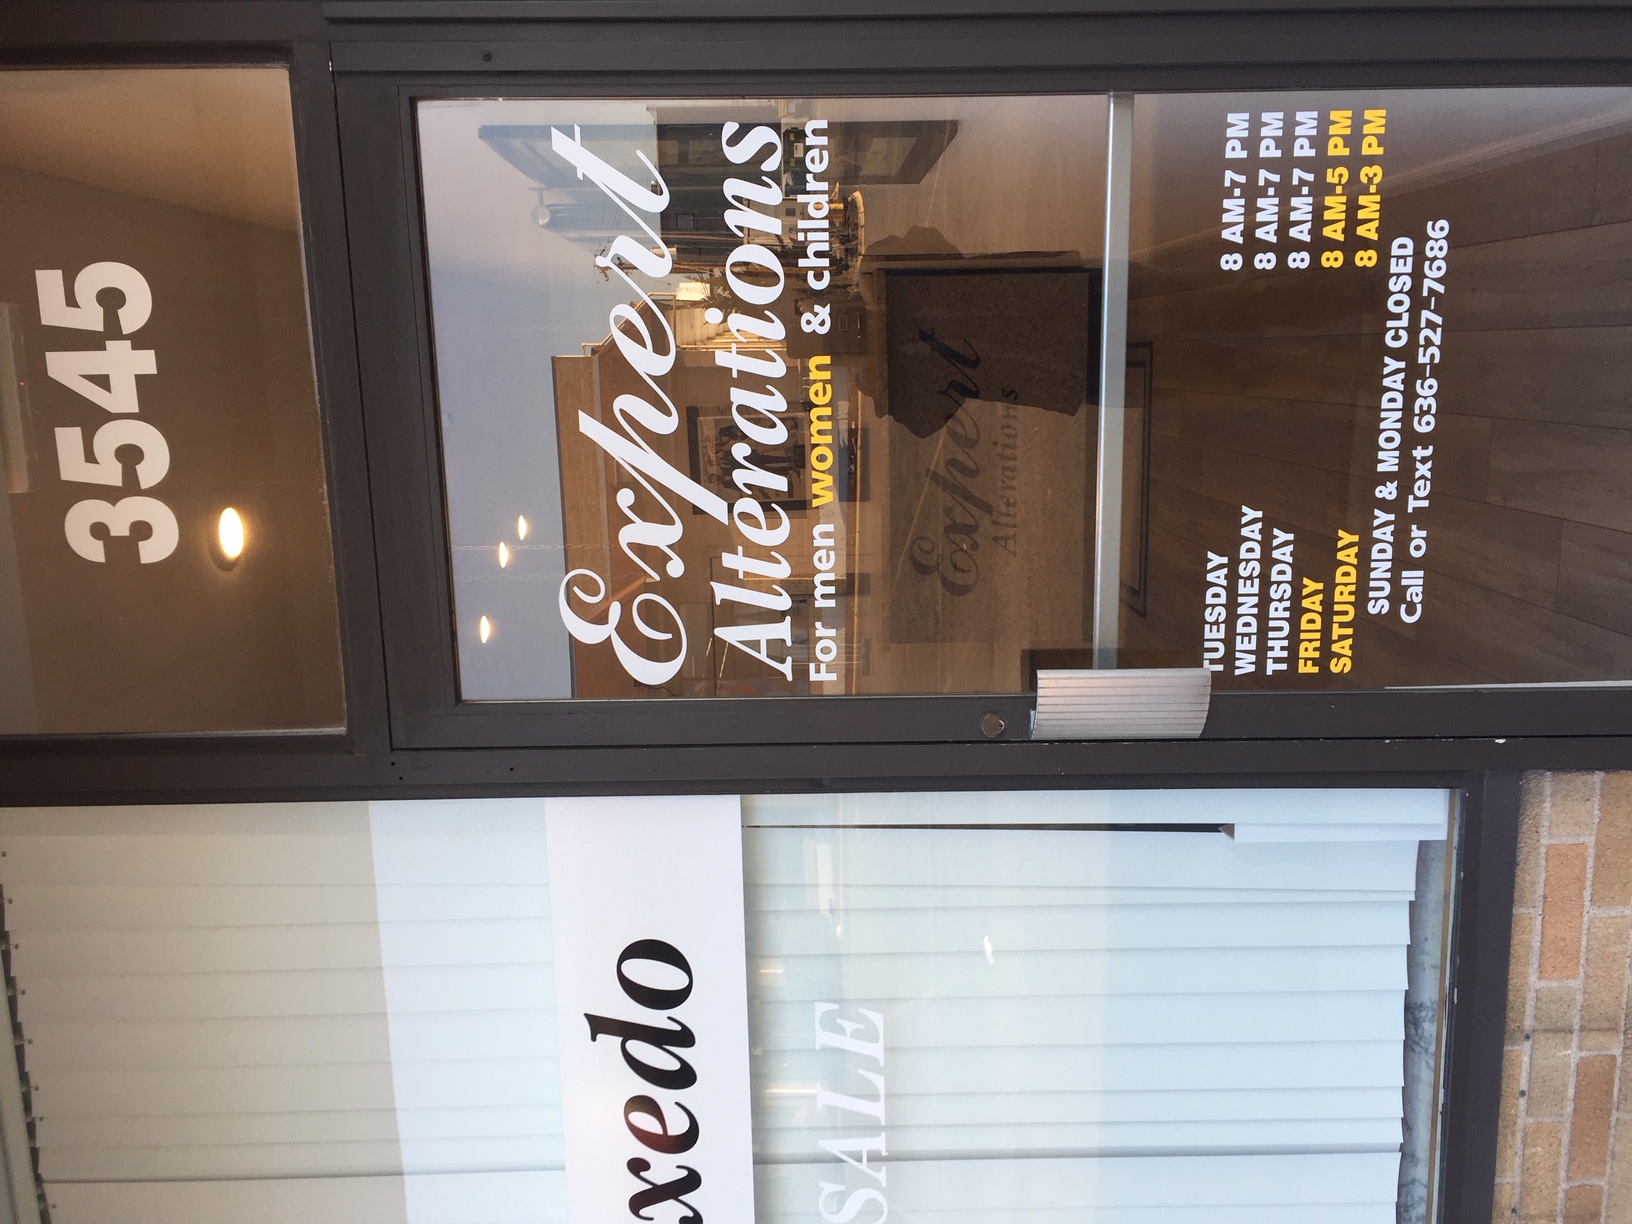 3545
xedo
SALE
Expert
Alterations
For men women & children
Expert
Alterations
TUESDAY 8 AM-7 PM
WEDNESDAY 8 AM-7 PM
THURSDAY 8 AM-7 PM
FRIDAY 8 AM-5 PM
SATURDAY 8 AM-3 PM
SUNDAY & MONDAY CLOSED
Call or Text 636-527-7686